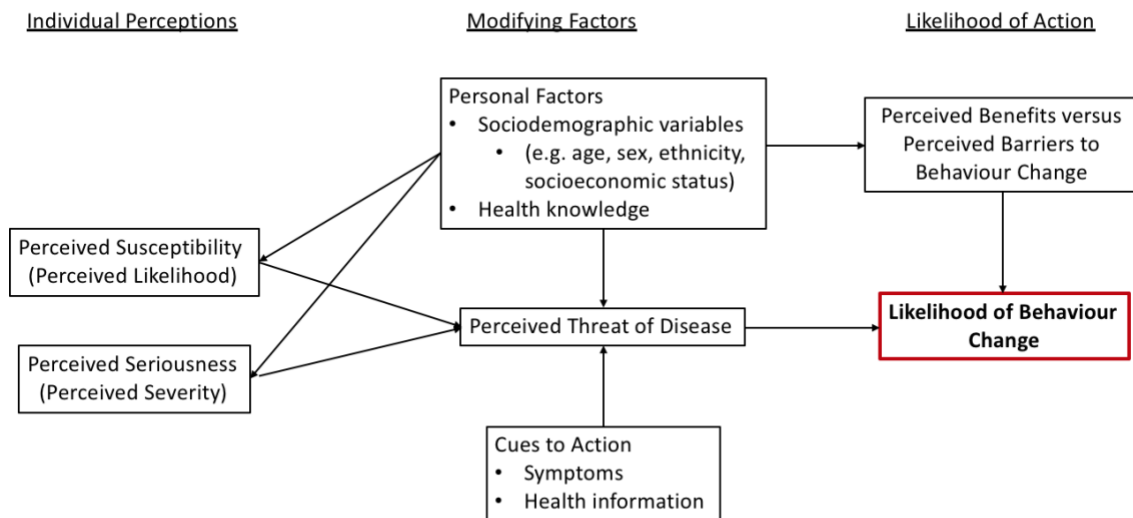 Individual Perceptions
Modifying Factors
Likelihood of Action
Personal Factors
• Sociodemographic variables
• (e.g. age, sex, ethnicity,
socioeconomic status)
• Health knowledge
Perceived Benefits versus
Perceived Barriers to
Behaviour Change
Perceived Susceptibility
(Perceived Likelihood)
Perceived Threat of Disease
Likelihood of Behaviour
Change
Perceived Seriousness
(Perceived Severity)
Cues to Action
• Symptoms
• Health information